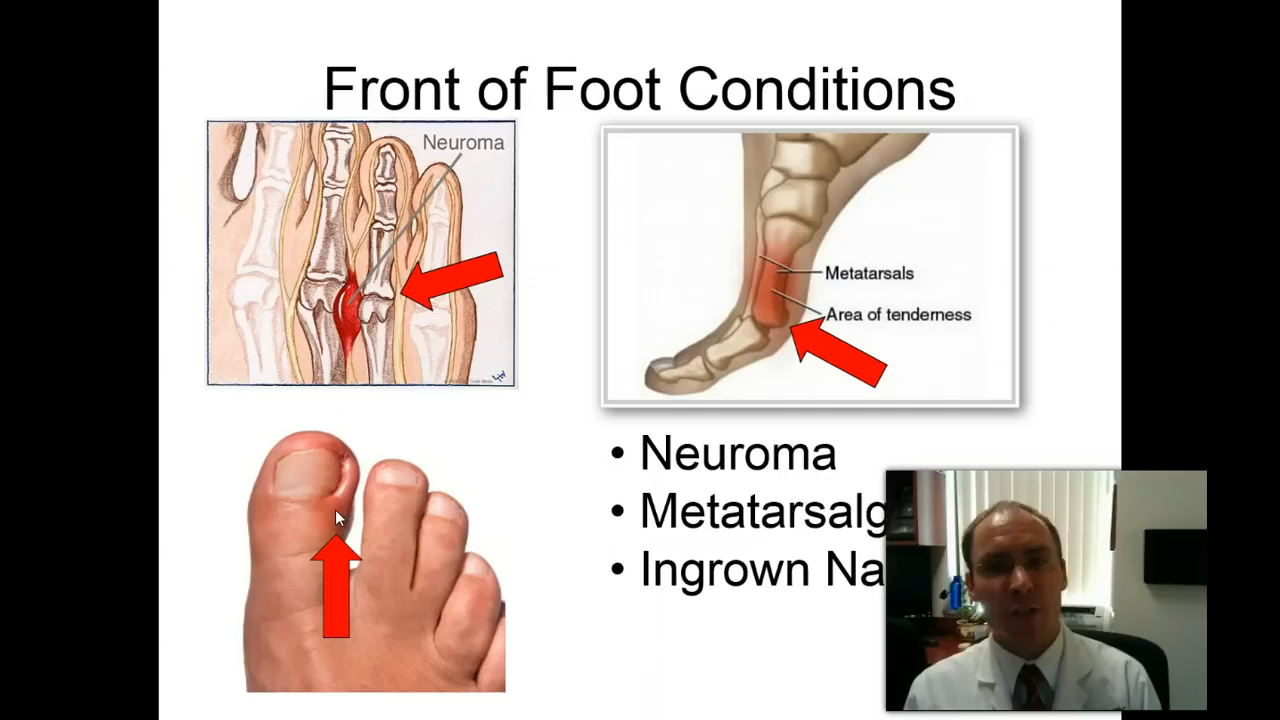 Front of Foot Conditions
Neuroma
Metatarsals
Area of tenderness
• Neuroma
• Metatarsalg
• Ingrown Na